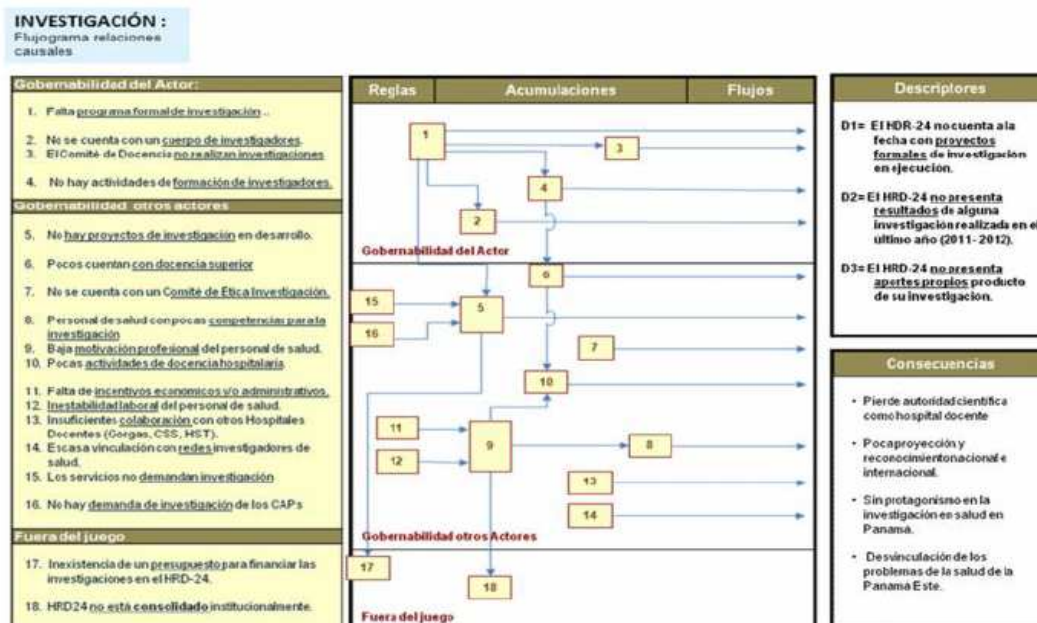 INVESTIGACIÓN :
Flujograma relaciones
causales
Gobernabilidad del Actor:
1. Falta programa formal de investigación ..
2. No se cuenta con un cuerpo de investigadores.
3. El Comité de Docencia no realizan investigaciones
4. No hay actividades de formación de investigadores.
Gobernabilidad otros actores
5. No hay proyectos de investigación en desarrollo.
6. Pocos cuentan con docencia superior
7. No se cuenta con un Comité de Ética Investigación.
8. Personal de salud con pocas competencias para la
investigación
9. Baja motivación profesional del personal de salud.
10. Pocas actividades de docencia hospitalaria
11. Falta de incentivos económicos y/o administrativos.
12. Inestabilidad laboral del personal de salud.
13. Insuficientes colaboración con otros Hospitales
Docentes (Gorgas, CSS, HST).
14. Escasa vinculación con redes investigadores de
salud.
15. Los servicios no demandan investigación
16. No hay demanda de investigación de los CAPs
Fuera del juego
17. Inexistencia de un presupuesto para financiar las
investigaciones en el HRD-24.
18. HRD24 no está consolidado institucionalmente.
Reglas Acumulaciones Flujos
1
3
4
2
Gobernabilidad del Actor
6
15
5
16
7
10
11
9
8
12
13
14
Gobernabilidad otros Actores
17
18
Fuera del juego
Descriptores
D1= El HDR-24 no cuenta a la
fecha con proyectos
formales de investigación
en ejecución.
D2= El HRD-24 no presenta
resultados de alguna
investigación realizada en el
último año (2011- 2012).
D3= El HRD-24 no presenta
aportes propios producto
de su investigación.
Consecuencias
• Pierde autoridad científica
como hospital docente
• Poca proyección y
reconocimiento nacional e
internacional.
• Sin protagonismo en la
investigación en salud en
Panamá.
• Desvinculación de los
problemas de la salud de la
Panama Este.